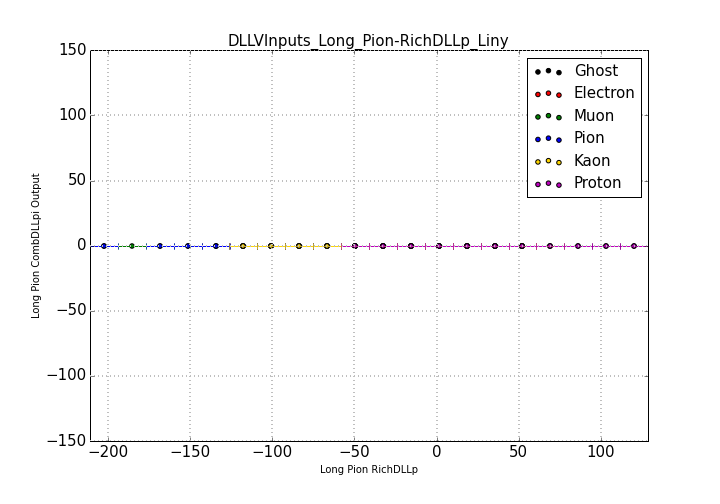 DLLVInputs_Long_Pion-RichDLLp_Liny
150
100
50
0
−50
−100
−150
Long Pion CombDLLpi Output
Ghost
Electron
Muon
Pion
Kaon
Proton
−200 −150 −100 −50 0 50 100
Long Pion RichDLLp